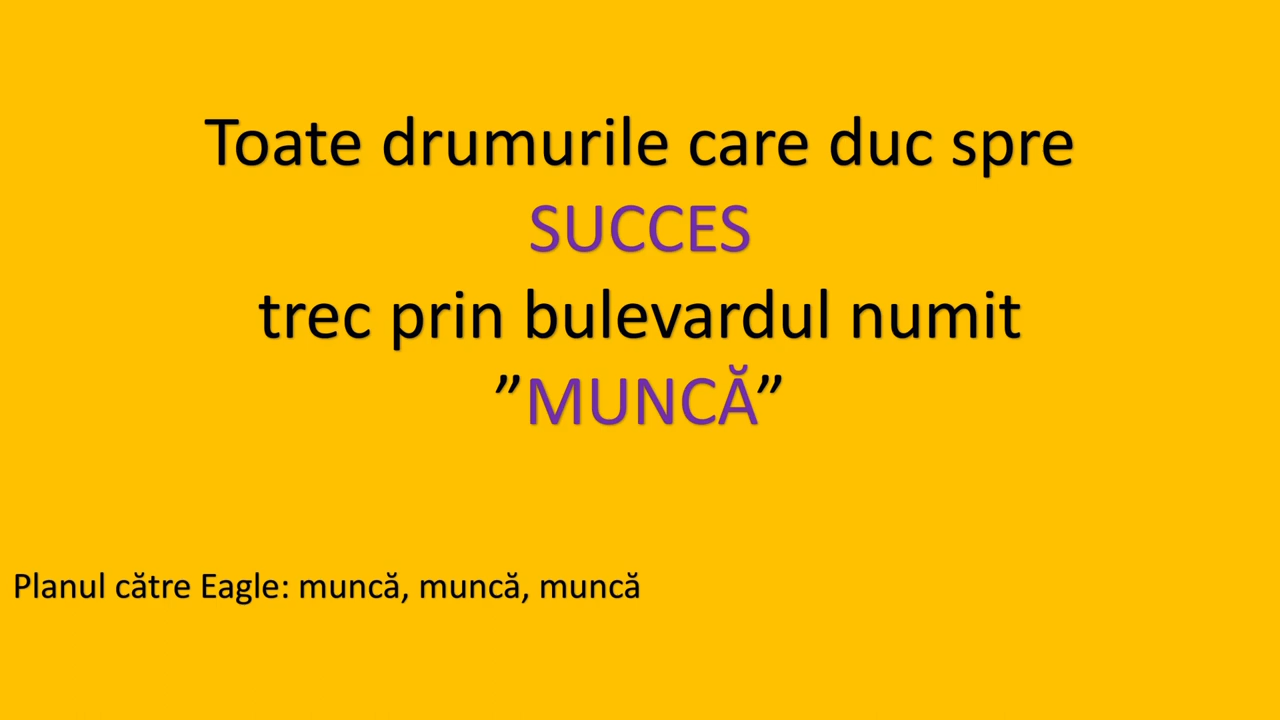 Toate drumurile care duc spre
SUCCES
trec prin bulevardul numit
”MUNCĂ”
Planul către Eagle: muncă, muncă, muncă